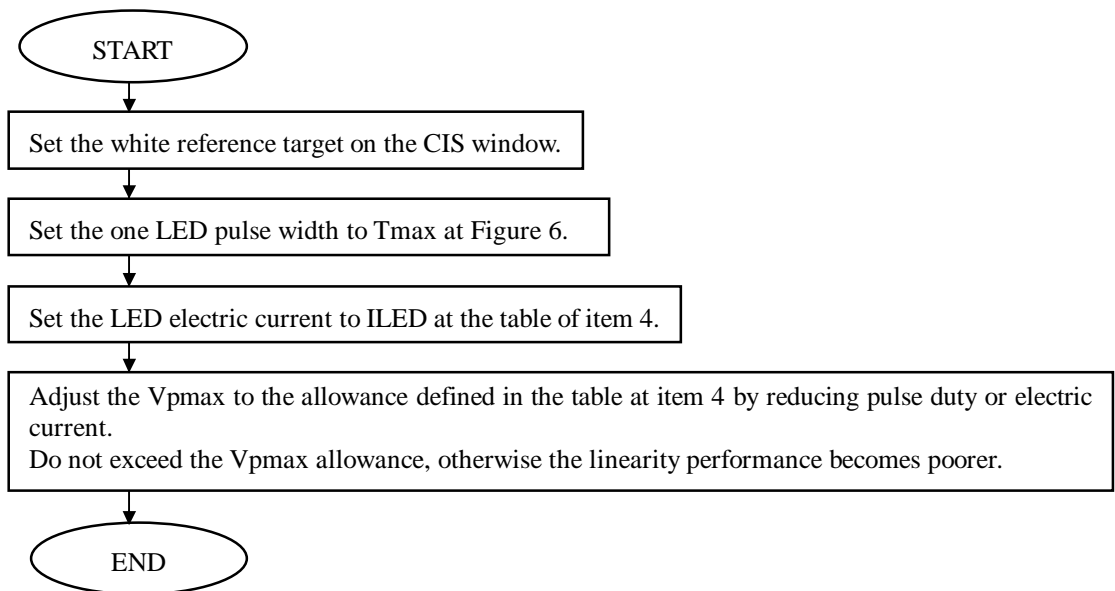 START
Set the white reference target on the CIS window.
Set the one LED pulse width to Tmax at Figure 6.
Set the LED electric current to ILED at the table of item 4.
Adjust the Vpmax to the allowance defined in the table at item 4 by reducing pulse duty or electric
current.
Do not exceed the Vpmax allowance, otherwise the linearity performance becomes poorer.
END